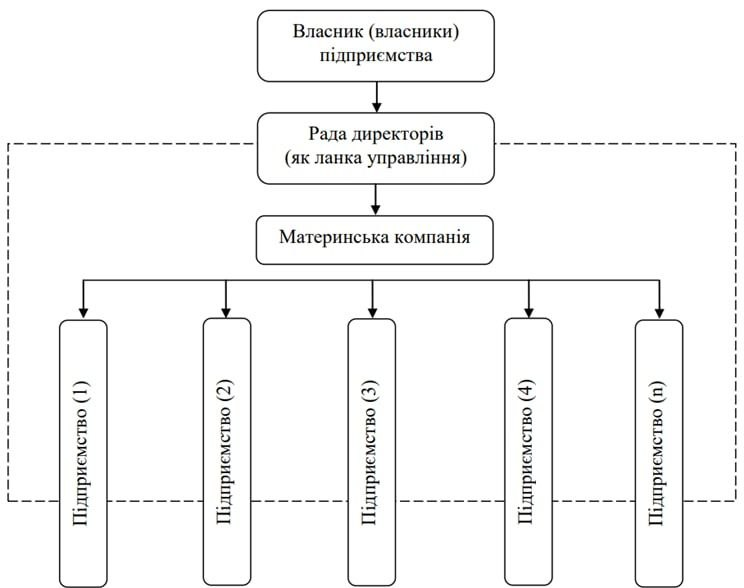 Власник (власники)
підприємства
Рада директорів
(як ланка управління)
Материнська компанія
Підприємство (1)
Підприємство (2)
Підприємство (3)
Підприємство (4)
Підприємство (n)